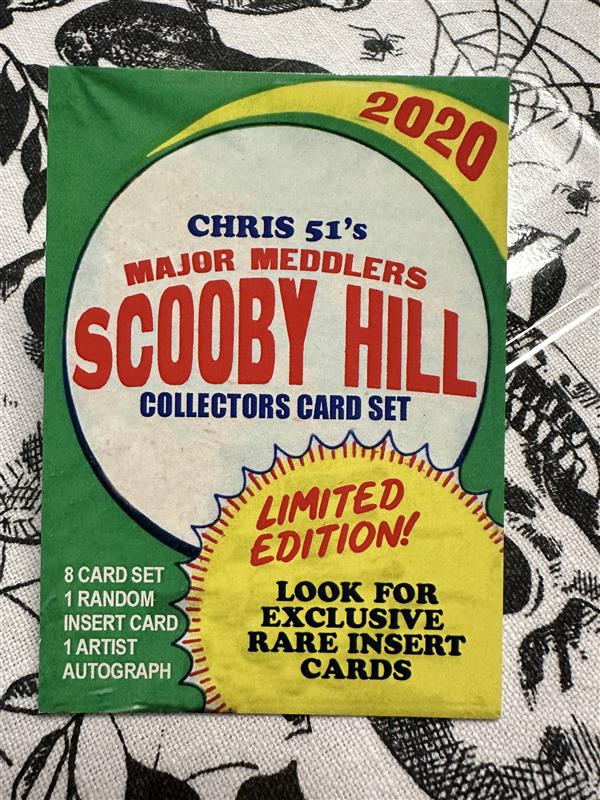 2020
CHRIS 51's
MAJOR MEDDLERS
SCOOBY HILL
COLLECTORS CARD SET
LIMITED
EDITION!
8 CARD SET
1 RANDOM
INSERT CARD
1 ARTIST
AUTOGRAPH
LOOK FOR
EXCLUSIVE
RARE INSERT
CARDS